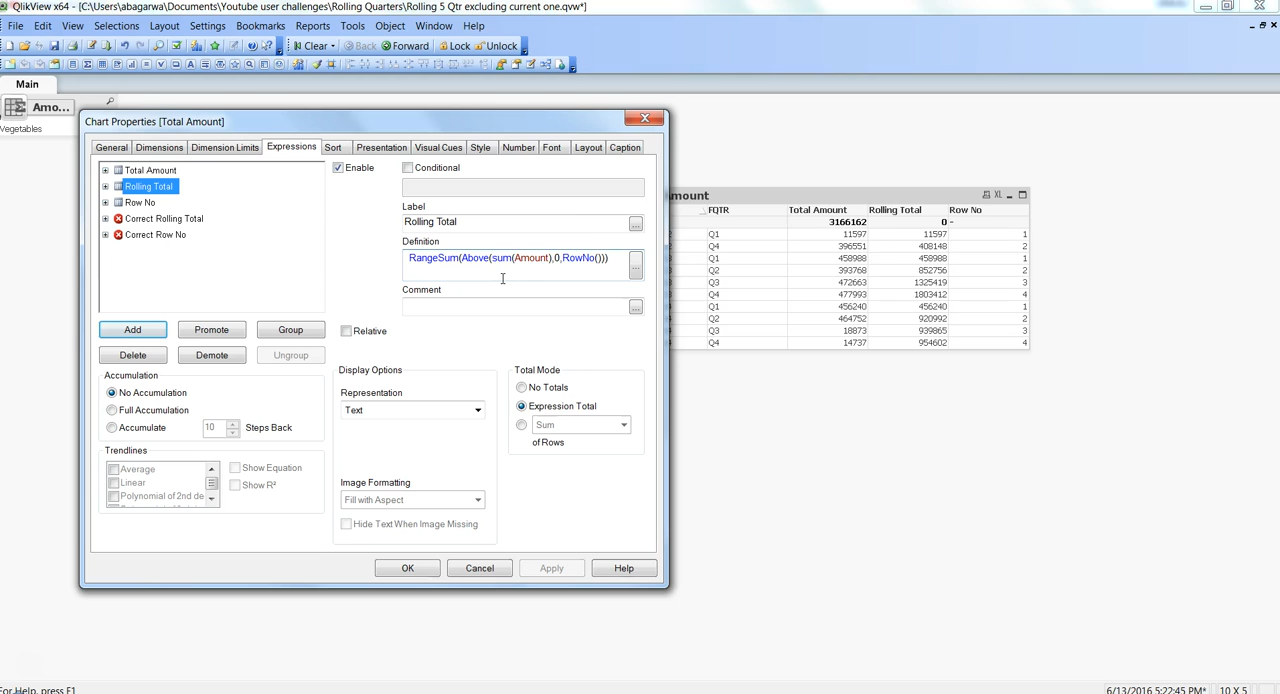 QlikView x64 - [C:\Users\abagarwa\Documents\Youtube user challenges\Rolling Quarters\Rolling 5 Qtr excluding current one.qvw*]
File Edit View Selections Layout Settings Bookmarks Reports Tools Object Window Help
Clear Back Forward Lock Unlock
Main
Amo...
Vegetables
Chart Properties [Total Amount]
General Dimensions Dimension Limits Expressions Sort Presentation Visual Cues Style Number Font Layout Caption
Total Amount
Rolling Total
Row No
Correct Rolling Total
Correct Row No
Enable Conditional
Label
Rolling Total
Definition
RangeSum(Above(sum(Amount),0,RowNo()))
Comment
Add Promote Group
Delete Demote Ungroup
Relative
Accumulation
No Accumulation
Full Accumulation
Accumulate 10 Steps Back
Trendlines
Average
Linear
Polynomial of 2nd de
Show Equation
Show R²
Display Options
Representation
Text
Image Formatting
Fill with Aspect
Hide Text When Image Missing
Total Mode
No Totals
Expression Total
Sum
of Rows
OK Cancel Apply Help
mount XL
FQTR Total Amount Rolling Total Row No
3166162 0 -
Q1 11597 11597 1
Q4 396551 408148 2
Q1 458988 458988 1
Q2 393768 852756 2
Q3 472663 1325419 3
Q4 477993 1803412 4
Q1 456240 456240 1
Q2 464752 920992 2
Q3 18873 939865 3
Q4 14737 954602 4
For Help, press F1
6/13/2016 5:22:45 PM* 10 X 5